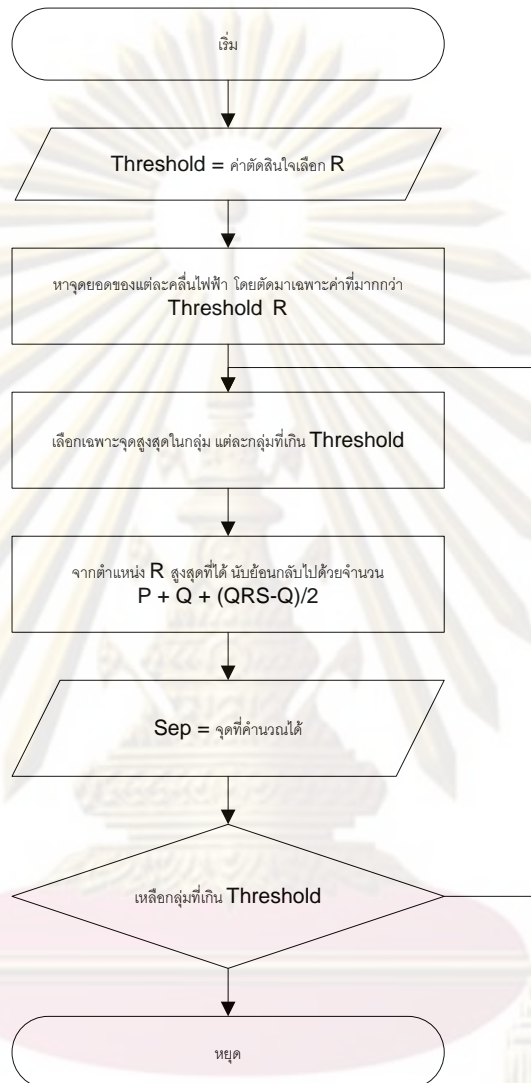 เริ่ม
Threshold = ค่าตัดสินใจเลือก R
หาจุดยอดของแต่ละคลื่นไฟฟ้า โดยตัดมาเฉพาะค่าที่มากกว่า
Threshold R
เลือกเฉพาะจุดสูงสุดในกลุ่ม แต่ละกลุ่มที่เกิน Threshold
จากตำแหน่ง R สูงสุดที่ได้ นับย้อนกลับไปด้วยจำนวน
P + Q + (QRS-Q)/2
Sep = จุดที่คำนวณได้
เหลือกลุ่มที่เกิน Threshold
หยุด